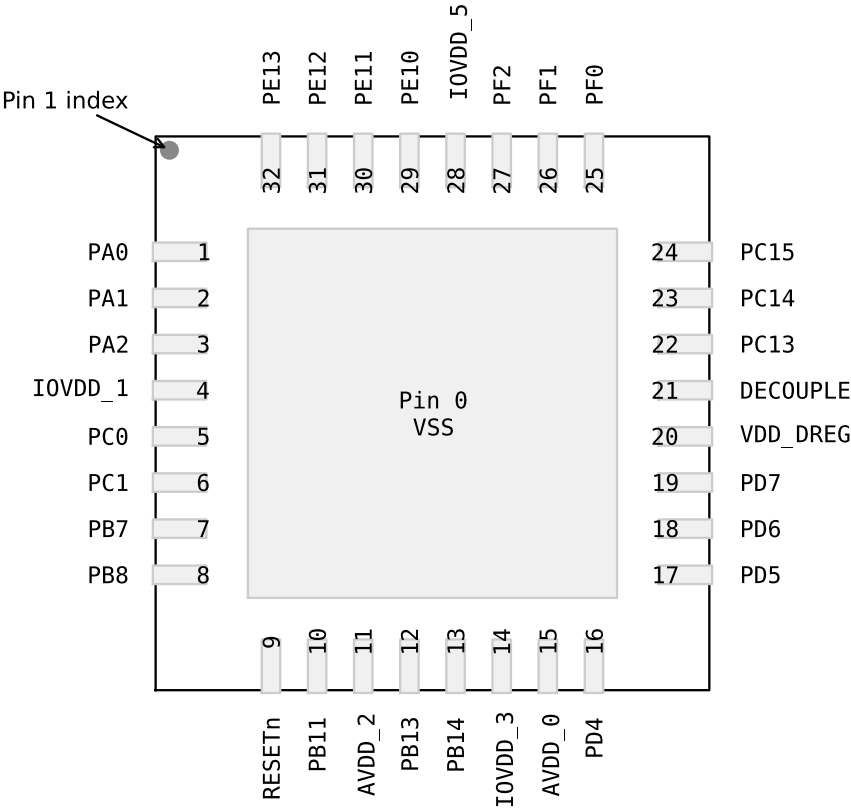 IOVDD_5
PE13 PE12 PE11 PE10 PF2 PF1 PF0
Pin 1 index
32 31 30 29 28 27 26 25
PA0 1 24 PC15
PA1 2 23 PC14
PA2 3 22 PC13
IOVDD_1 4 21 DECOUPLE
Pin 0
VSS
PC0 5 20 VDD_DREG
PC1 6 19 PD7
PB7 7 18 PD6
PB8 8 17 PD5
9 10 11 12 13 14 15 16
RESETn PB11 AVDD_2 PB13 PB14 IOVDD_3 AVDD_0 PD4